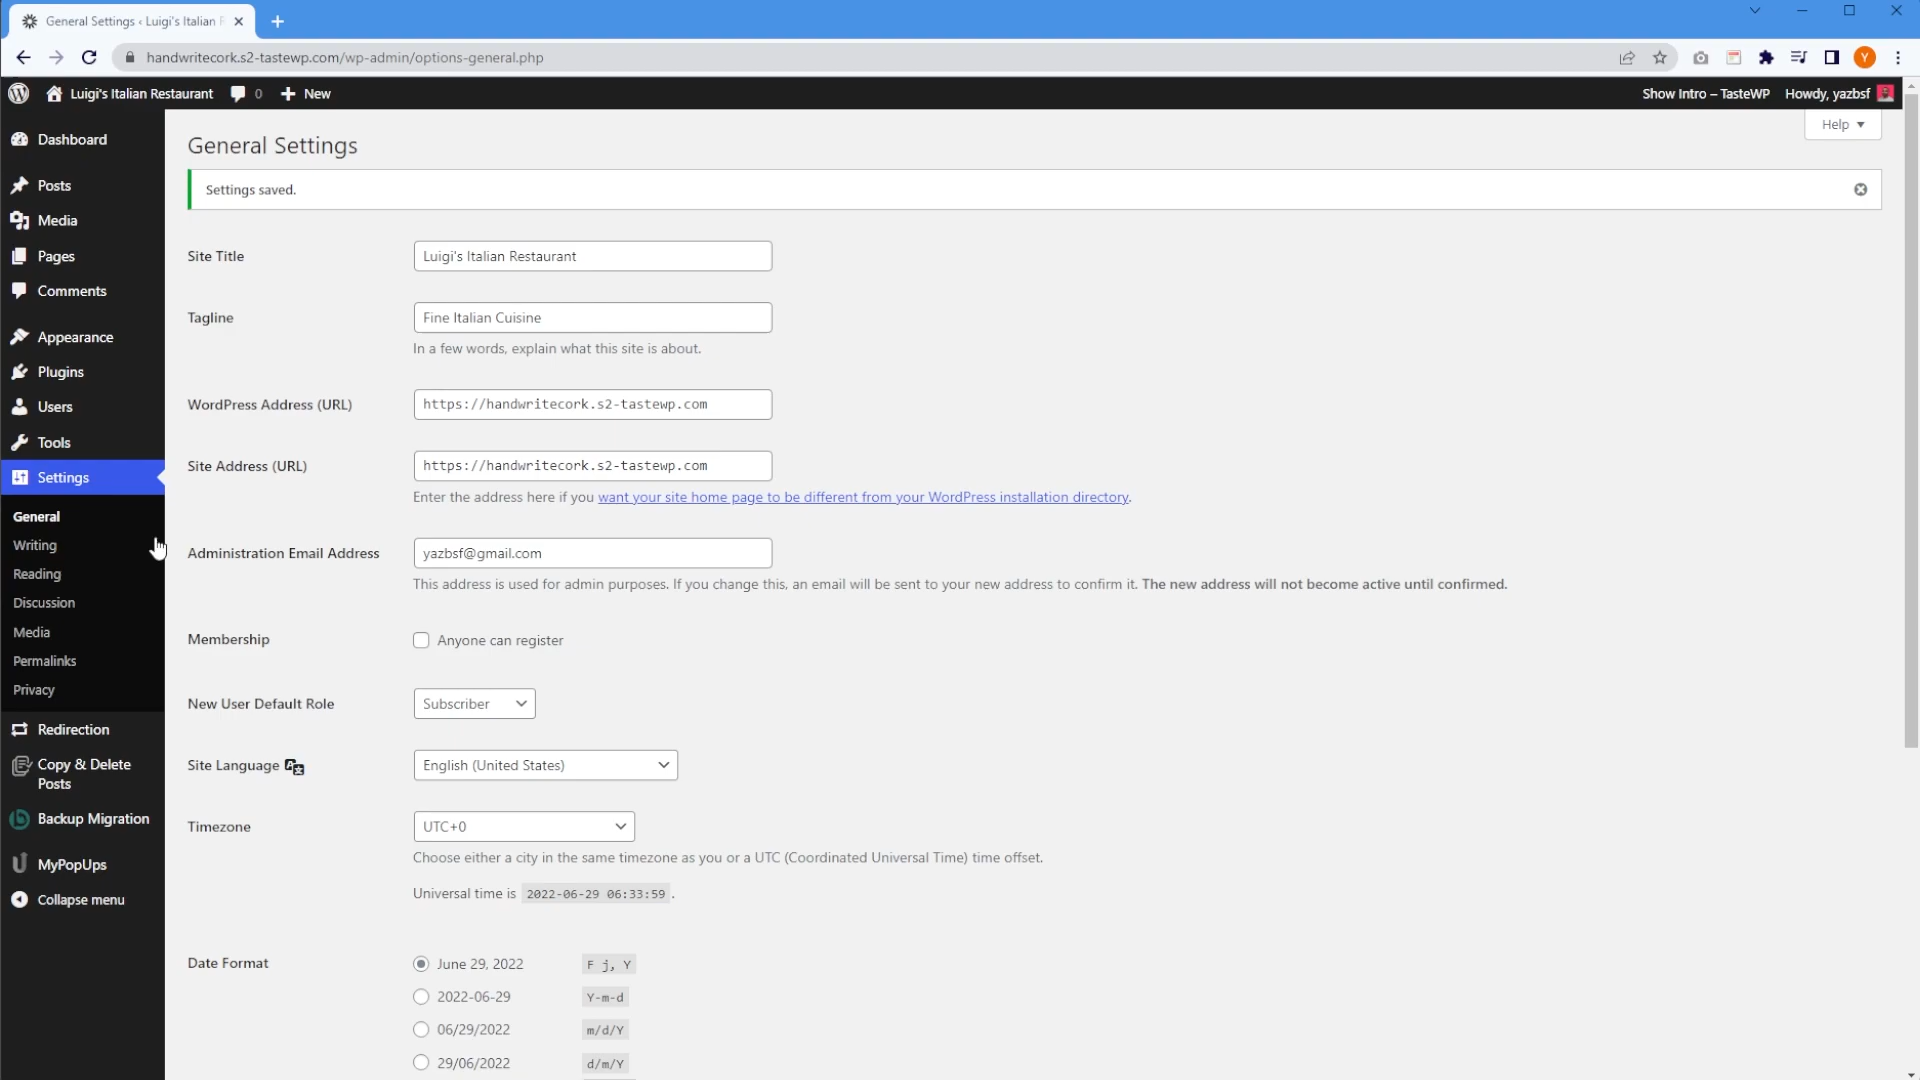 General Settings ‹ Luigi's Italian R
handwritecork.s2-tastewp.com/wp-admin/options-general.php
Y
Luigi's Italian Restaurant 0 New
Show Intro – TasteWP Howdy, yazbsf
Help
Dashboard
Posts
Media
Pages
Comments
Appearance
Plugins
Users
Tools
Settings
General
Writing
Reading
Discussion
Media
Permalinks
Privacy
Redirection
Copy & Delete
Posts
Backup Migration
MyPopUps
Collapse menu
General Settings
Settings saved.
Site Title Luigi's Italian Restaurant
Tagline Fine Italian Cuisine
In a few words, explain what this site is about.
WordPress Address (URL) https://handwritecork.s2-tastewp.com
Site Address (URL) https://handwritecork.s2-tastewp.com
Enter the address here if you want your site home page to be different from your WordPress installation directory.
Administration Email Address yazbsf@gmail.com
This address is used for admin purposes. If you change this, an email will be sent to your new address to confirm it. The new address will not become active until confirmed.
Membership Anyone can register
New User Default Role Subscriber
Site Language English (United States)
Timezone UTC+0
Choose either a city in the same timezone as you or a UTC (Coordinated Universal Time) time offset.
Universal time is 2022-06-29 06:33:59 .
Date Format June 29, 2022 F j, Y
2022-06-29 Y-m-d
06/29/2022 m/d/Y
29/06/2022 d/m/Y